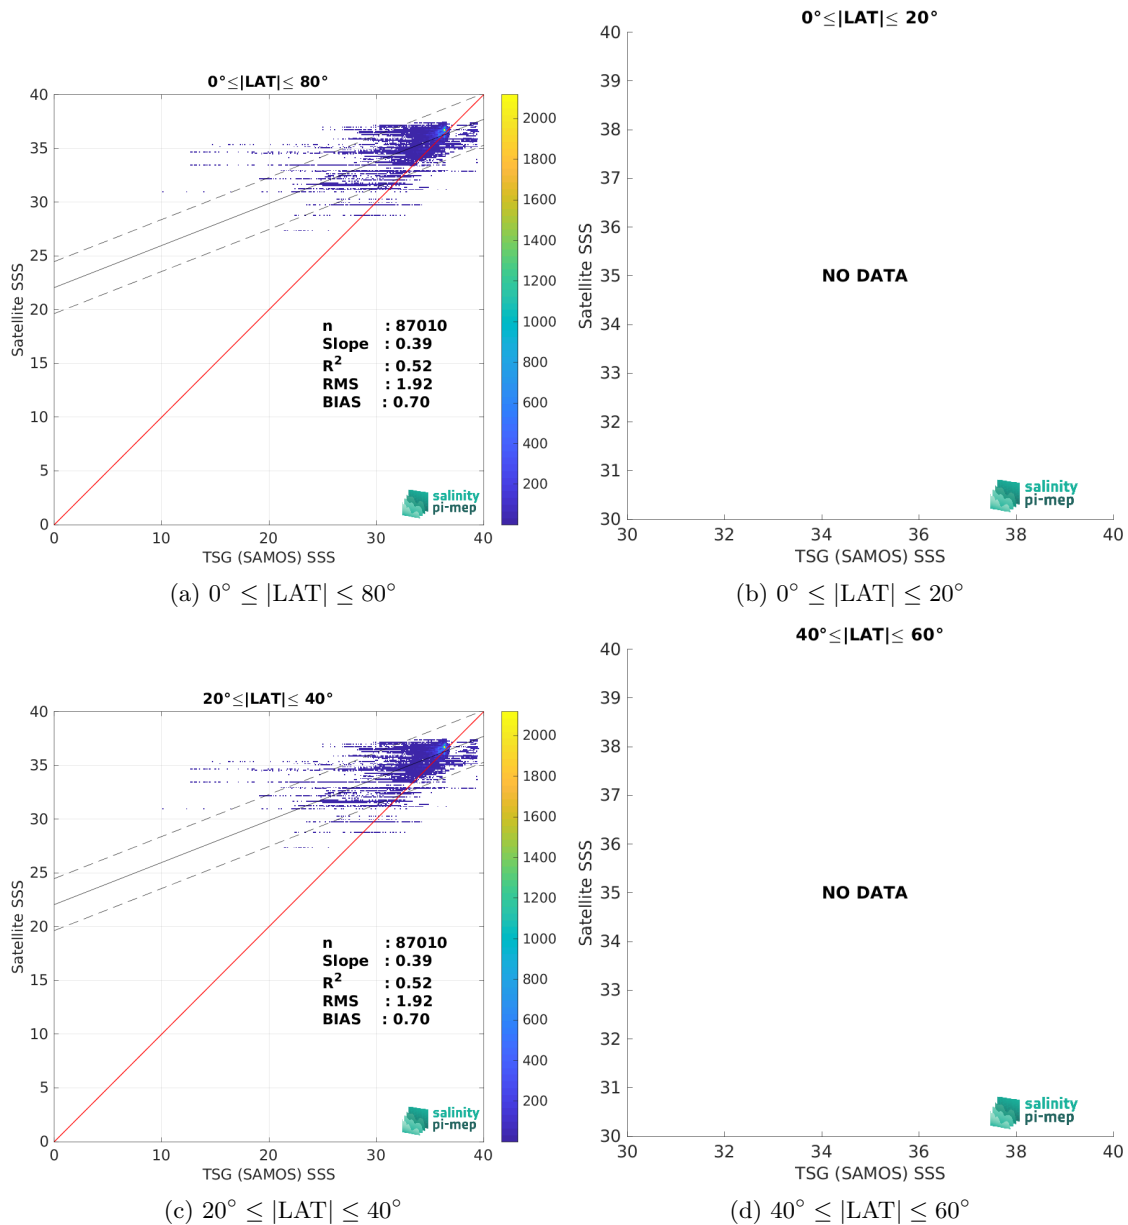 0°≤|LAT|≤ 80°
40
35
30
25
20
15
10
5
0
0
10
20
30
40
Satellite SSS
TSG (SAMOS) SSS
n : 87010
Slope : 0.39
R² : 0.52
RMS : 1.92
BIAS : 0.70
2000
1800
1600
1400
1200
1000
800
600
400
200
salinity
pi-mep
(a) 0° ≤ |LAT| ≤ 80°
0°≤|LAT|≤ 20°
40
39
38
37
36
35
34
33
32
31
30
30
32
34
36
38
40
Satellite SSS
TSG (SAMOS) SSS
NO DATA
salinity
pi-mep
(b) 0° ≤ |LAT| ≤ 20°
20°≤|LAT|≤ 40°
40
35
30
25
20
15
10
5
0
0
10
20
30
40
Satellite SSS
TSG (SAMOS) SSS
n : 87010
Slope : 0.39
R² : 0.52
RMS : 1.92
BIAS : 0.70
2000
1800
1600
1400
1200
1000
800
600
400
200
salinity
pi-mep
(c) 20° ≤ |LAT| ≤ 40°
40°≤|LAT|≤ 60°
40
39
38
37
36
35
34
33
32
31
30
30
32
34
36
38
40
Satellite SSS
TSG (SAMOS) SSS
NO DATA
salinity
pi-mep
(d) 40° ≤ |LAT| ≤ 60°